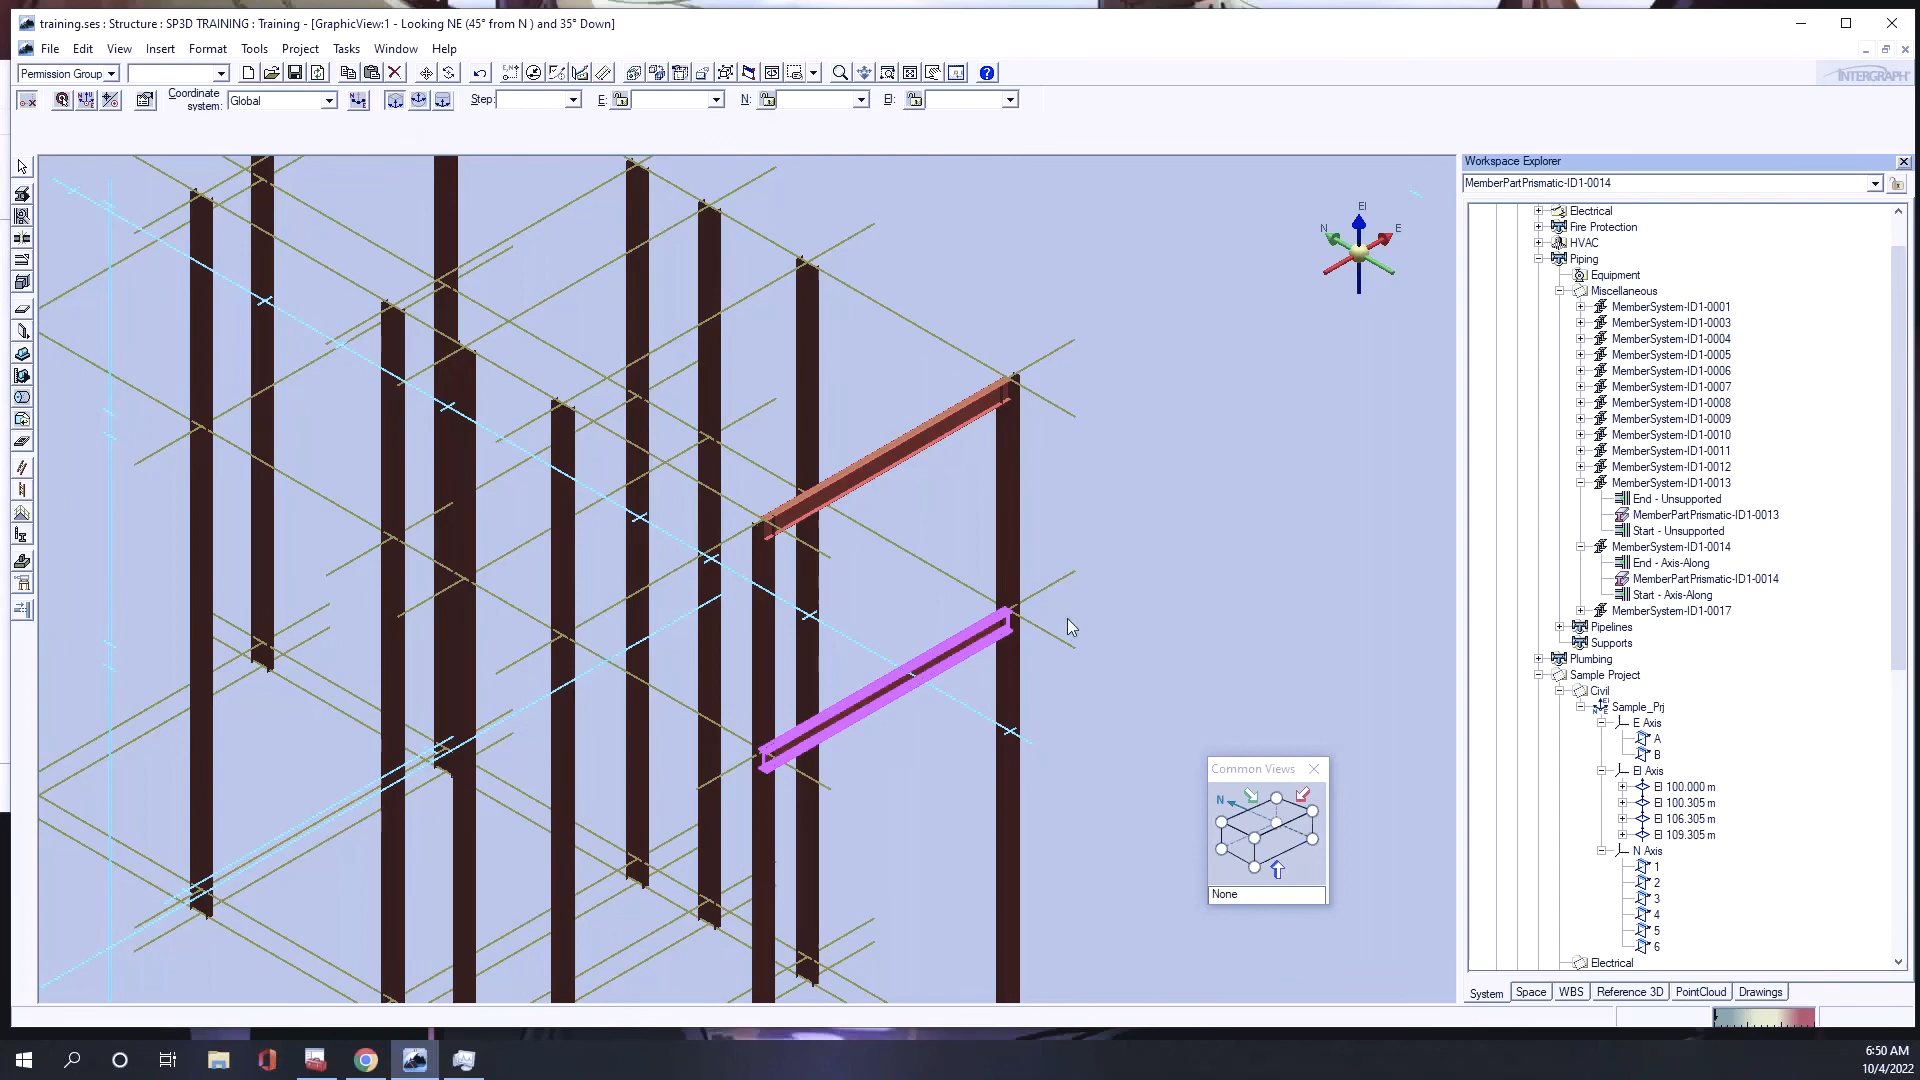 training.ses : Structure : SP3D TRAINING : Training - [GraphicView:1 - Looking NE (45° from N ) and 35° Down]
File Edit View Insert Format Tools Project Tasks Window Help
Permission Group
INTERGRAPH
Coordinate system: Global Step: E: N: El:
Workspace Explorer
MemberPartPrismatic-ID1-0014
El
N E
Electrical
Fire Protection
HVAC
Piping
Equipment
Miscellaneous
MemberSystem-ID1-0001
MemberSystem-ID1-0003
MemberSystem-ID1-0004
MemberSystem-ID1-0005
MemberSystem-ID1-0006
MemberSystem-ID1-0007
MemberSystem-ID1-0008
MemberSystem-ID1-0009
MemberSystem-ID1-0010
MemberSystem-ID1-0011
MemberSystem-ID1-0012
MemberSystem-ID1-0013
End - Unsupported
MemberPartPrismatic-ID1-0013
Start - Unsupported
MemberSystem-ID1-0014
End - Axis-Along
MemberPartPrismatic-ID1-0014
Start - Axis-Along
MemberSystem-ID1-0017
Pipelines
Supports
Plumbing
Sample Project
Civil
Sample_Prj
E Axis
A
B
El Axis
El 100.000 m
El 100.305 m
El 106.305 m
El 109.305 m
N Axis
1
2
3
4
5
6
Electrical
Common Views
N
None
System Space WBS Reference 3D PointCloud Drawings
6:50 AM
10/4/2022